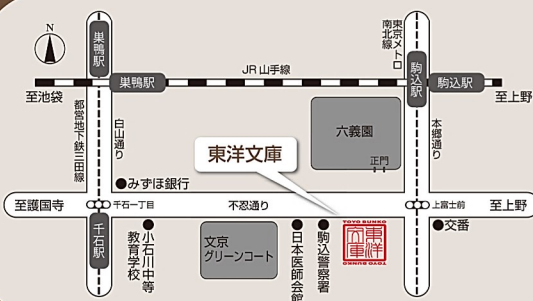 N
巣鴨駅
巣鴨駅
JR山手線
東京メトロ
南北線
駒込駅
駒込駅
至池袋
至上野
都営地下鉄三田線
白山通り
本郷通り
六義園
正門
東洋文庫
みずほ銀行
至護国寺
千石一丁目
不忍通り
上富士前
至上野
千石駅
小石川中等
教育学校
文京
グリーンコート
日本医師会館
駒込警察署
TOYO BUNKO
東洋
文庫
TOYO BUNKO
交番